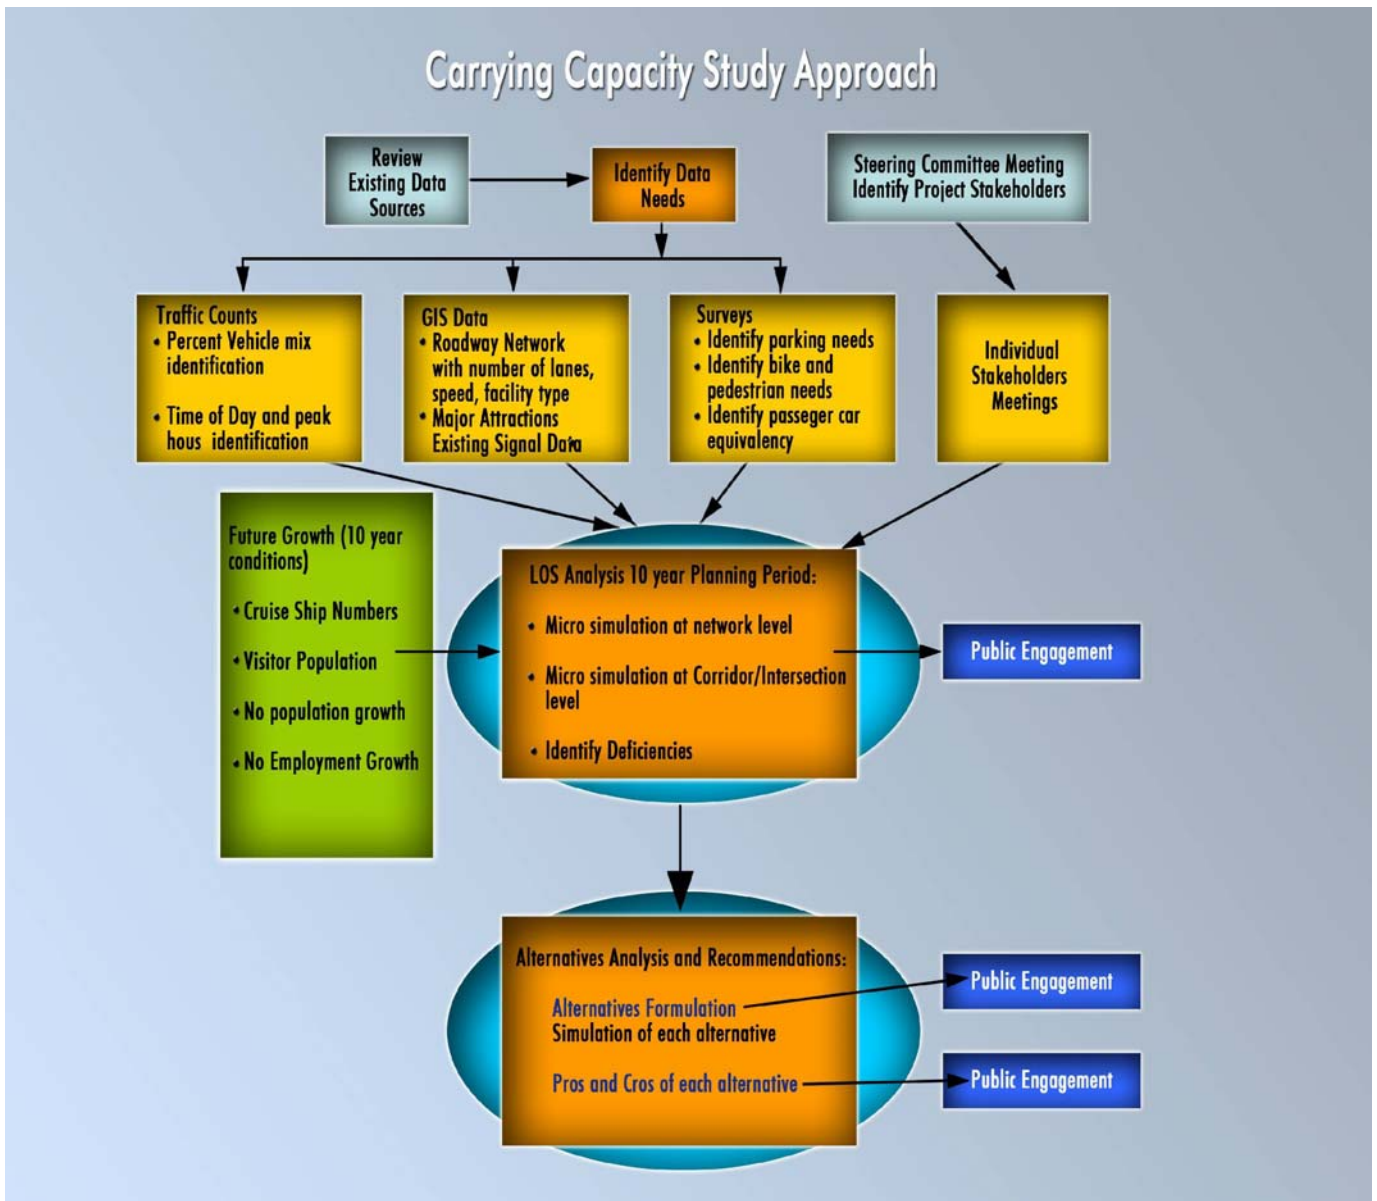 Carrying Capacity Study Approach
Review
Existing Data
Sources
Identify Data
Needs
Steering Committee Meeting
Identify Project Stakeholders
Traffic Counts
• Percent Vehicle mix
identification
• Time of Day and peak
hous identification
GIS Data
• Roadway Network
with number of lanes,
speed, facility type
• Major Attractions
Existing Signal Data
Surveys
• Identify parking needs
• Identify bike and
pedestrian needs
• Identify passeger car
equivalency
Individual
Stakeholders
Meetings
Future Growth (10 year
conditions)
• Cruise Ship Numbers
• Visitor Population
• No population growth
• No Employment Growth
LOS Analysis 10 year Planning Period:
• Micro simulation at network level
• Micro simulation at Corridor/Intersection
level
• Identify Deficiencies
Public Engagement
Alternatives Analysis and Recommendations:
Alternatives Formulation
Simulation of each alternative
Pros and Cros of each alternative
Public Engagement
Public Engagement